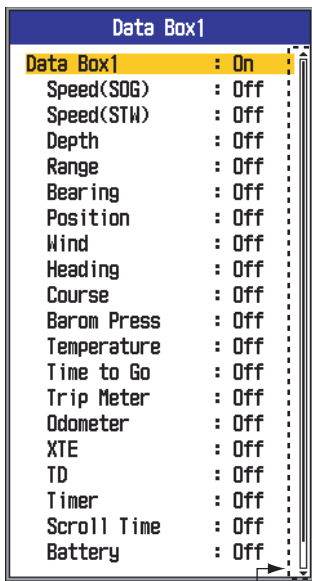 Data Box1
Data Box1 : On
Speed(SOG) : Off
Speed(STW) : Off
Depth : Off
Range : Off
Bearing : Off
Position : Off
Wind : Off
Heading : Off
Course : Off
Barom Press : Off
Temperature : Off
Time to Go : Off
Trip Meter : Off
Odometer : Off
XTE : Off
TD : Off
Timer : Off
Scroll Time : Off
Battery : Off